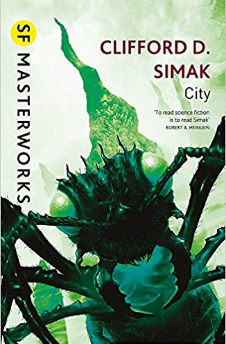 SF MASTERWORKS
CLIFFORD D.
SIMAK
City
'To read science fiction
is to read Simak'
ROBERT A. HEINLEIN